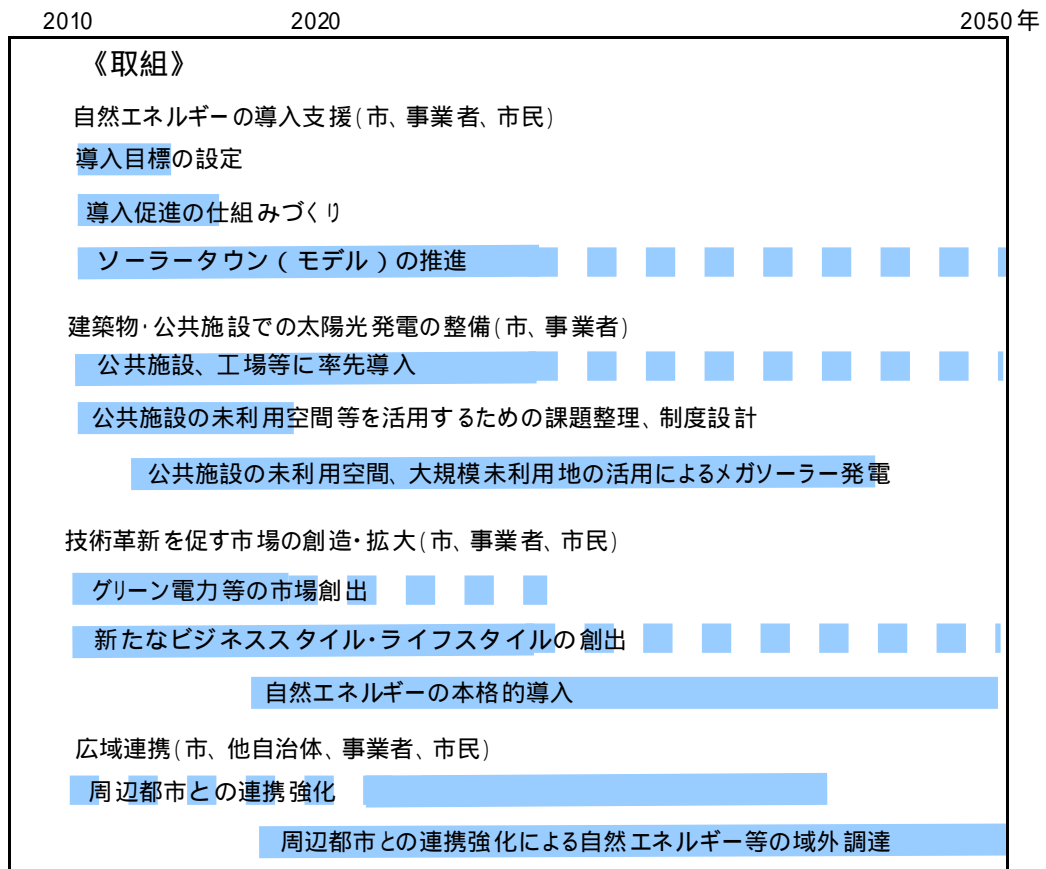 2010 2020 2050年
《取組》
自然エネルギーの導入支援(市、事業者、市民)
導入目標の設定
導入促進の仕組みづくり
ソーラータウン(モデル)の推進
建築物・公共施設での太陽光発電の整備(市、事業者)
公共施設、工場等に率先導入
公共施設の未利用空間等を活用するための課題整理、制度設計
公共施設の未利用空間、大規模未利用地の活用によるメガソーラー発電
技術革新を促す市場の創造・拡大(市、事業者、市民)
グリーン電力等の市場創出
新たなビジネススタイル・ライフスタイルの創出
自然エネルギーの本格的導入
広域連携(市、他自治体、事業者、市民)
周辺都市との連携強化
周辺都市との連携強化による自然エネルギー等の域外調達